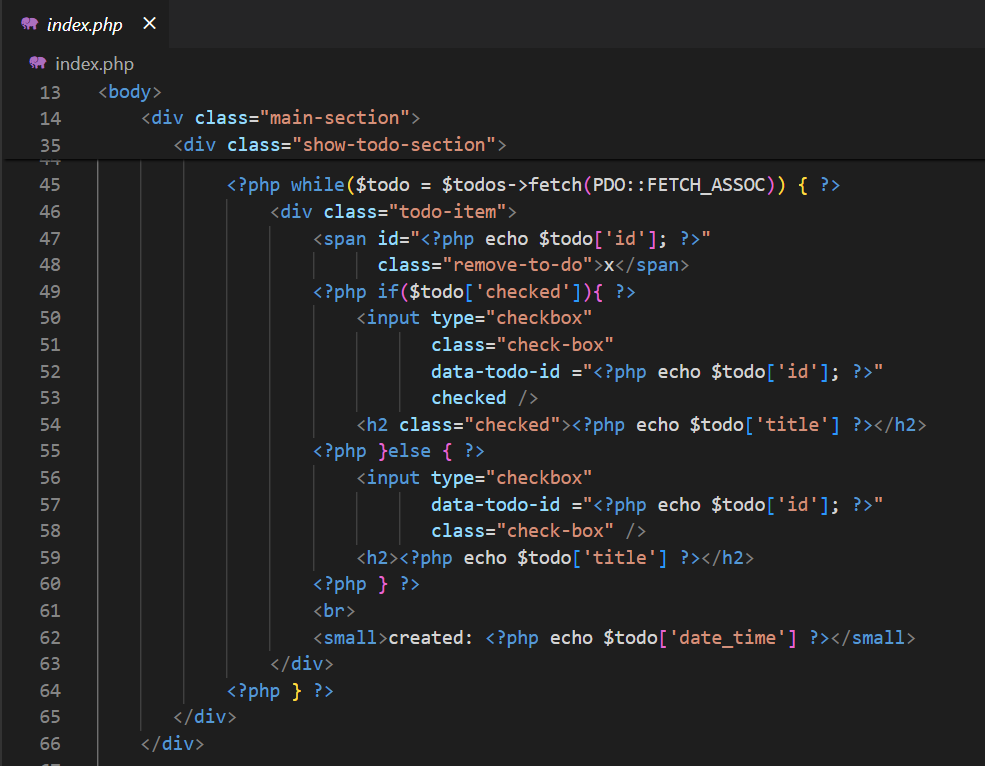 index.php ×
index.php
13 <body>
14 <div class="main-section">
35 <div class="show-todo-section">
44
45 <?php while($todo = $todos->fetch(PDO::FETCH_ASSOC)) { ?>
46 <div class="todo-item">
47 <span id="<?php echo $todo['id']; ?>"
48 class="remove-to-do">x</span>
49 <?php if($todo['checked']){ ?>
50 <input type="checkbox"
51 class="check-box"
52 data-todo-id ="<?php echo $todo['id']; ?>"
53 checked />
54 <h2 class="checked"><?php echo $todo['title'] ?></h2>
55 <?php }else { ?>
56 <input type="checkbox"
57 data-todo-id ="<?php echo $todo['id']; ?>"
58 class="check-box" />
59 <h2><?php echo $todo['title'] ?></h2>
60 <?php } ?>
61 <br>
62 <small>created: <?php echo $todo['date_time'] ?></small>
63 </div>
64 <?php } ?>
65 </div>
66 </div>